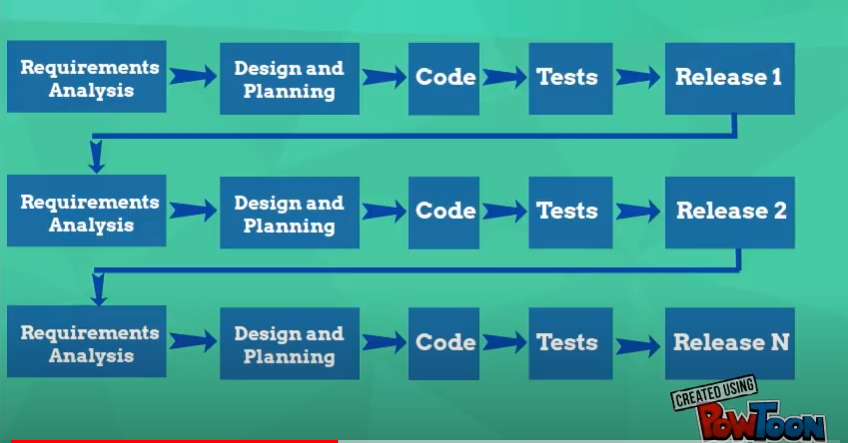 Requirements
Analysis
Design and
Planning
Code
Tests
Release 1
Requirements
Analysis
Design and
Planning
Code
Tests
Release 2
Requirements
Analysis
Design and
Planning
Code
Tests
Release N
CREATED USING
POWTOON